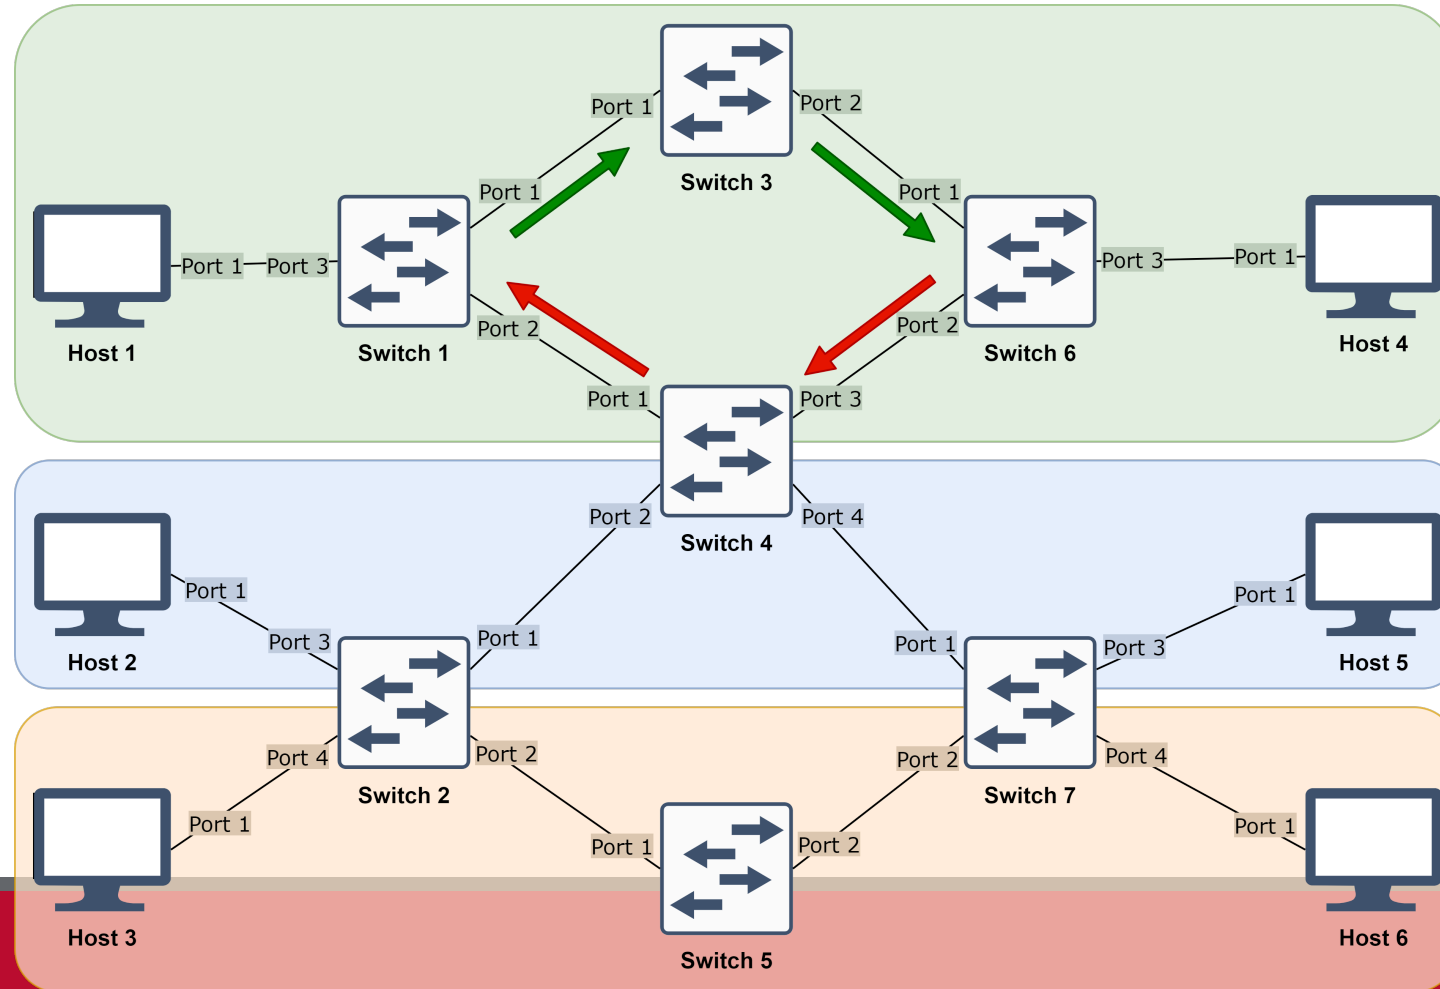 Port 1
Port 2
Switch 3
Port 1
Port 1
Port 1
Port 3
Port 3
Port 1
Port 2
Port 2
Host 1
Switch 1
Switch 6
Host 4
Port 1
Port 3
Port 2
Port 4
Switch 4
Port 1
Port 1
Port 3
Port 1
Port 1
Port 3
Host 2
Host 5
Port 4
Port 2
Port 2
Port 4
Switch 2
Switch 7
Port 1
Port 1
Port 2
Port 1
Host 3
Switch 5
Host 6